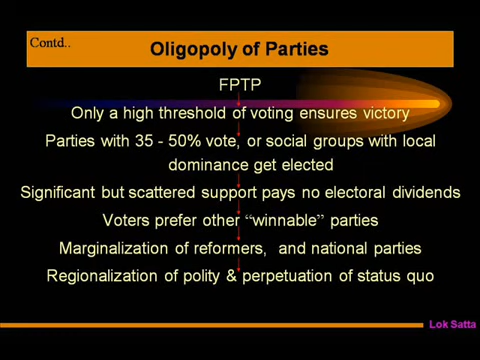 Contd..
Oligopoly of Parties
FPTP
Only a high threshold of voting ensures victory
Parties with 35 - 50% vote, or social groups with local
dominance get elected
Significant but scattered support pays no electoral dividends
Voters prefer other “winnable” parties
Marginalization of reformers, and national parties
Regionalization of polity & perpetuation of status quo
Lok Satta